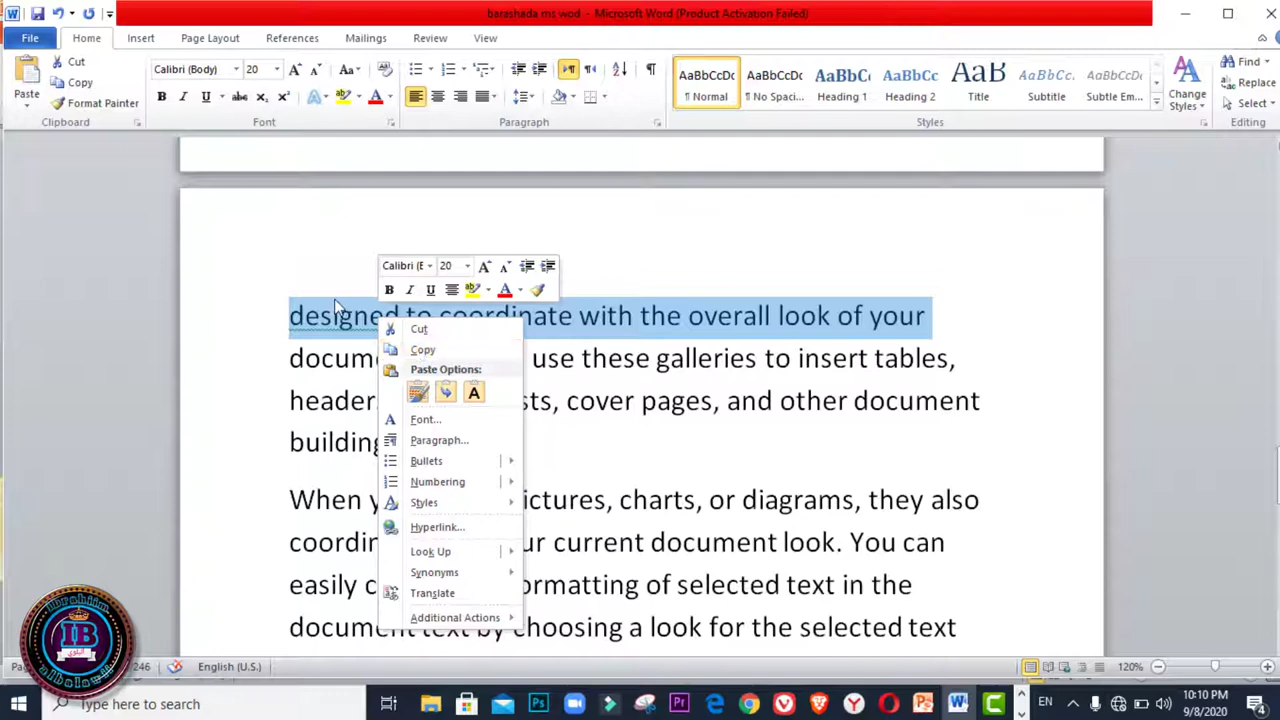 barashada ms wod - Microsoft Word (Product Activation Failed)
File Home Insert Page Layout References Mailings Review View
Paste
Cut
Copy
Format Painter
Clipboard
Calibri (Body) 20
Font
Paragraph
AaBbCcDc AaBbCcDc AaBbC AaBbCc AaB AaBbCc. AaBbCcDc
¶ Normal ¶ No Spaci... Heading 1 Heading 2 Title Subtitle Subtle Em...
Styles
Change Styles
Find
Replace
Select
Editing
Calibri (E 20
designed to coordinate with the overall look of your
docume use these galleries to insert tables,
header sts, cover pages, and other document
building
When y ictures, charts, or diagrams, they also
coordin ur current document look. You can
easily c ormatting of selected text in the
document text by choosing a look for the selected text
Cut
Copy
Paste Options:
Font...
Paragraph...
Bullets
Numbering
Styles
Hyperlink...
Look Up
Synonyms
Translate
Additional Actions
IB
246 English (U.S.) 120%
Type here to search
EN
10:10 PM
9/8/2020
4